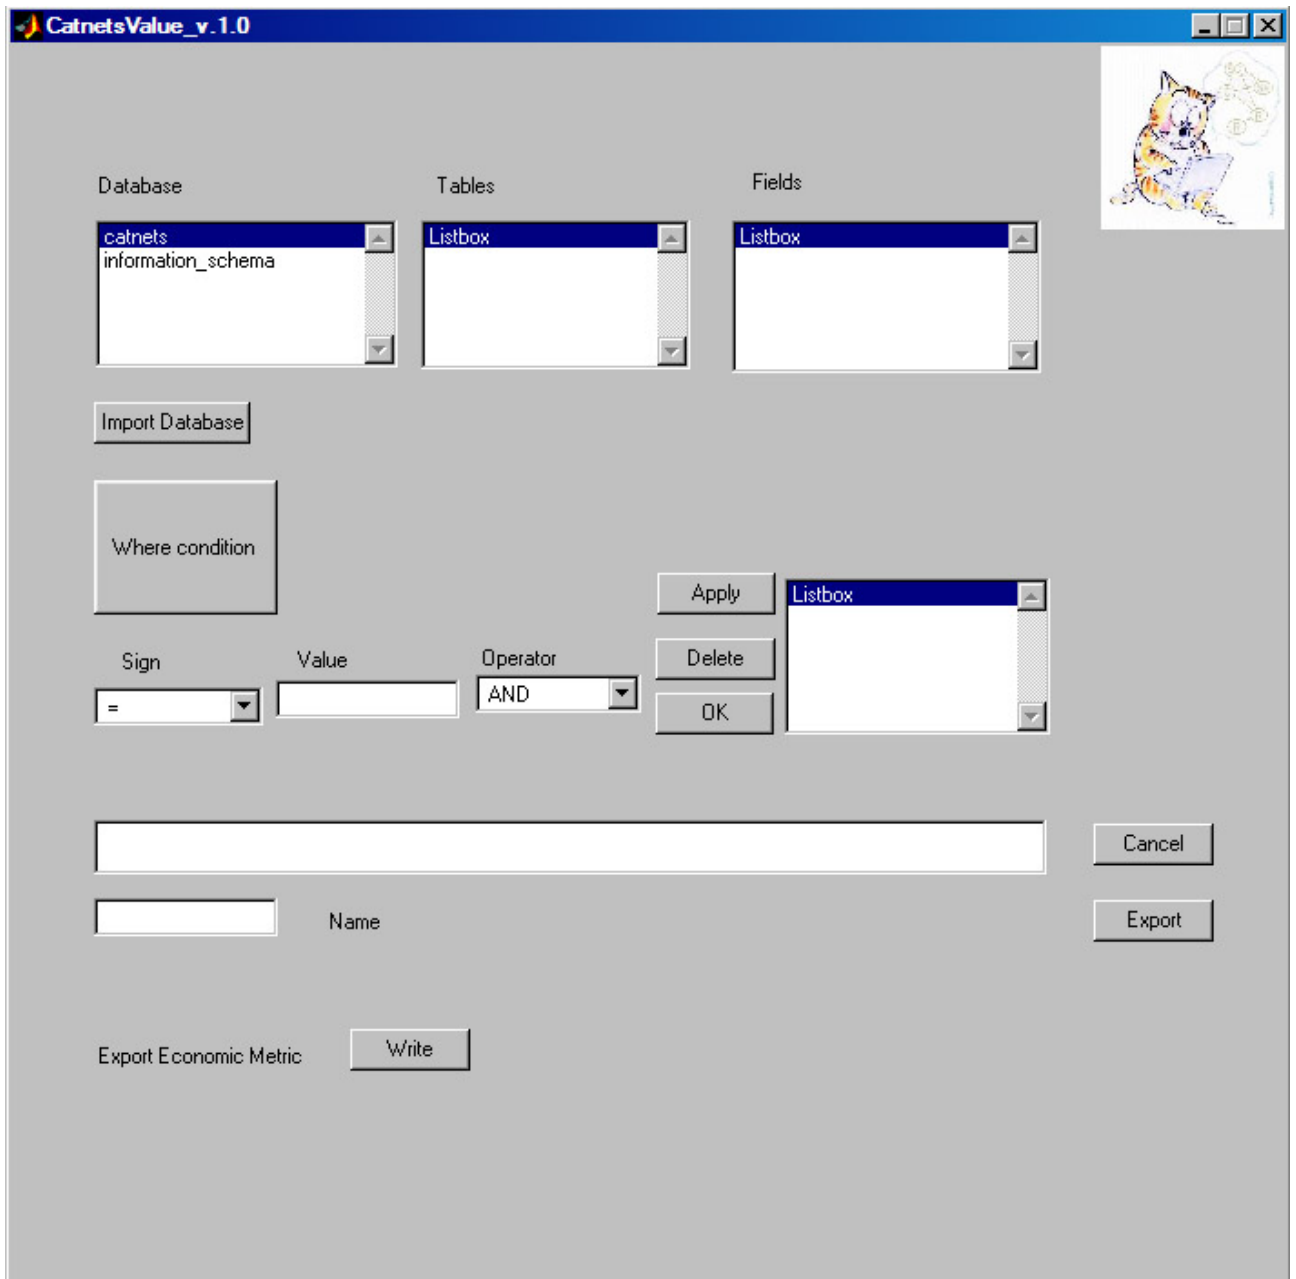 CatnetsValue_v.1.0
Database
Tables
Fields
catnets
information_schema
Listbox
Listbox
Import Database
Where condition
Apply
Listbox
Sign
Value
Operator
Delete
=
AND
OK
Cancel
Name
Export
Export Economic Metric
Write